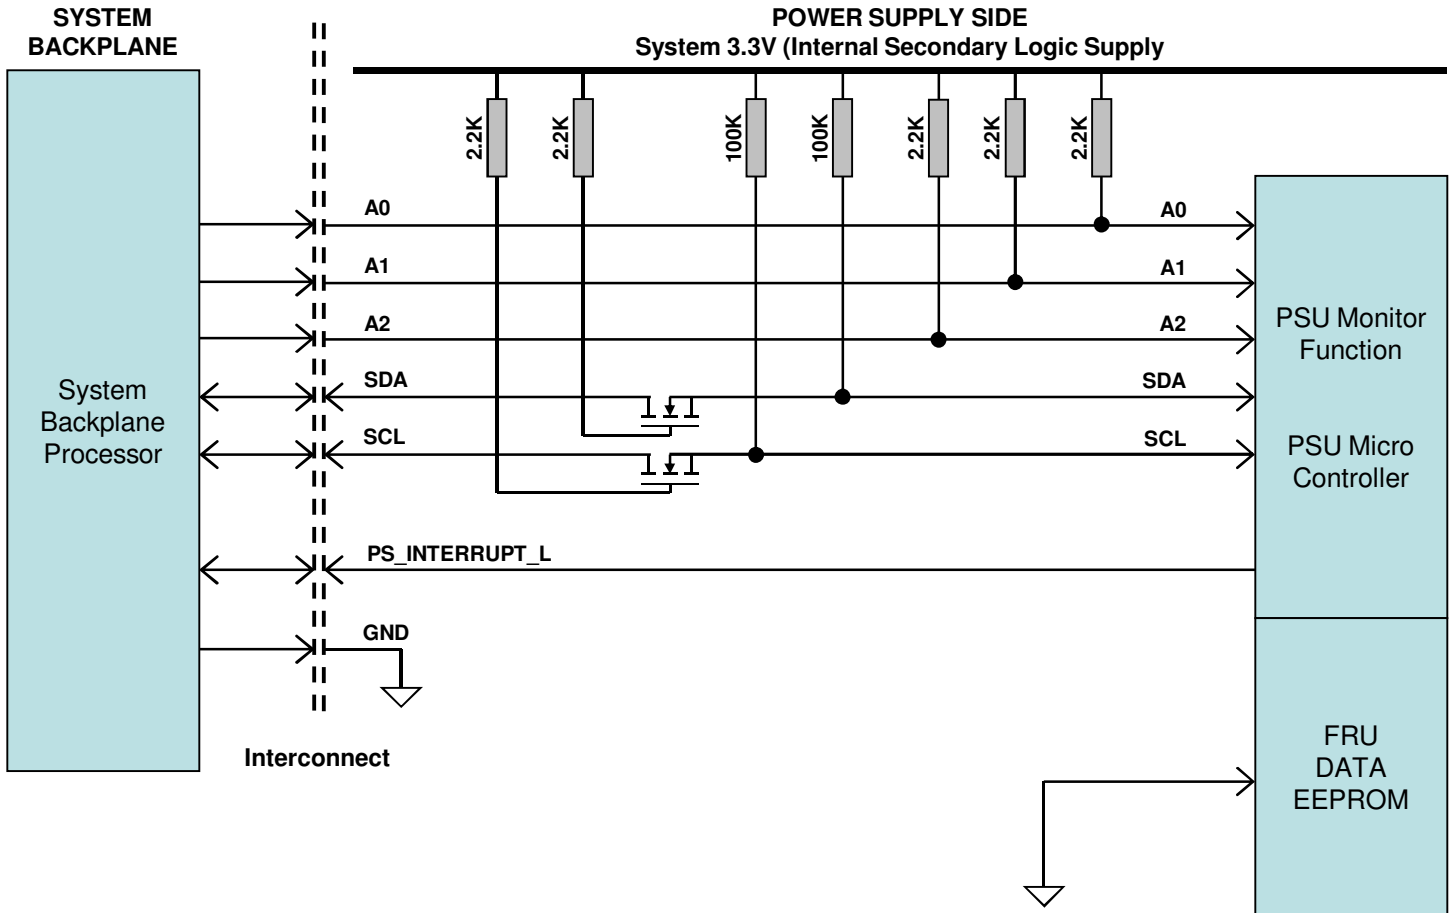 SYSTEM
BACKPLANE
POWER SUPPLY SIDE
System 3.3V (Internal Secondary Logic Supply
2.2K
2.2K
100K
100K
2.2K
2.2K
2.2K
A0
A0
A1
A1
A2
A2
SDA
SDA
SCL
SCL
PS_INTERRUPT_L
GND
System
Backplane
Processor
PSU Monitor
Function
PSU Micro
Controller
FRU
DATA
EEPROM
Interconnect